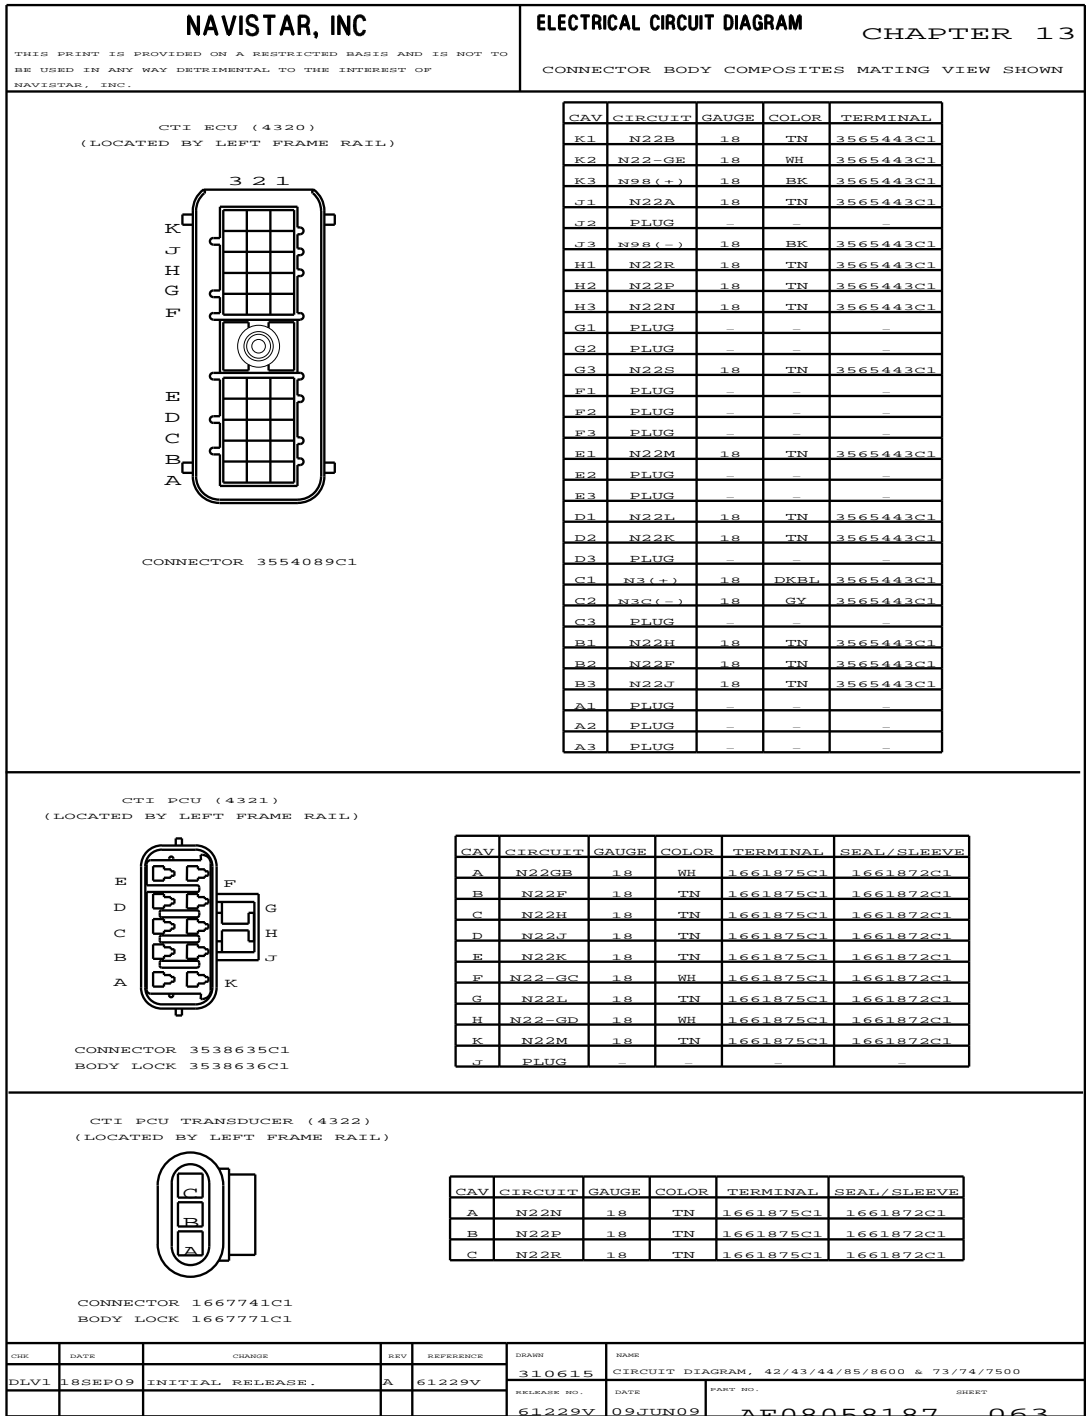 NAVISTAR, INC
THIS PRINT IS PROVIDED ON A RESTRICTED BASIS AND IS NOT TO
BE USED IN ANY WAY DETRIMENTAL TO THE INTEREST OF
NAVISTAR, INC.
ELECTRICAL CIRCUIT DIAGRAM
CHAPTER 13
CONNECTOR BODY COMPOSITES MATING VIEW SHOWN
CTI ECU (4320)
(LOCATED BY LEFT FRAME RAIL)
3 2 1
K
J
H
G
F
E
D
C
B
A
CONNECTOR 3554089C1
CAV CIRCUIT GAUGE COLOR TERMINAL
K1 N22B 18 TN 3565443C1
K2 N22-GE 18 WH 3565443C1
K3 N98(+) 18 BK 3565443C1
J1 N22A 18 TN 3565443C1
J2 PLUG - - -
J3 N98(-) 18 BK 3565443C1
H1 N22R 18 TN 3565443C1
H2 N22P 18 TN 3565443C1
H3 N22N 18 TN 3565443C1
G1 PLUG - - -
G2 PLUG - - -
G3 N22S 18 TN 3565443C1
F1 PLUG - - -
F2 PLUG - - -
F3 PLUG - - -
E1 N22M 18 TN 3565443C1
E2 PLUG - - -
E3 PLUG - - -
D1 N22L 18 TN 3565443C1
D2 N22K 18 TN 3565443C1
D3 PLUG - - -
C1 N3(+) 18 DKBL 3565443C1
C2 N3C(-) 18 GY 3565443C1
C3 PLUG - - -
B1 N22H 18 TN 3565443C1
B2 N22F 18 TN 3565443C1
B3 N22J 18 TN 3565443C1
A1 PLUG - - -
A2 PLUG - - -
A3 PLUG - - -
CTI PCU (4321)
(LOCATED BY LEFT FRAME RAIL)
E F
D G
C H
B J
A K
CONNECTOR 3538635C1
BODY LOCK 3538636C1
CAV CIRCUIT GAUGE COLOR TERMINAL SEAL/SLEEVE
A N22GB 18 WH 1661875C1 1661872C1
B N22F 18 TN 1661875C1 1661872C1
C N22H 18 TN 1661875C1 1661872C1
D N22J 18 TN 1661875C1 1661872C1
E N22K 18 TN 1661875C1 1661872C1
F N22-GC 18 WH 1661875C1 1661872C1
G N22L 18 TN 1661875C1 1661872C1
H N22-GD 18 WH 1661875C1 1661872C1
K N22M 18 TN 1661875C1 1661872C1
J PLUG - - - -
CTI PCU TRANSDUCER (4322)
(LOCATED BY LEFT FRAME RAIL)
C
B
A
CONNECTOR 1667741C1
BODY LOCK 1667771C1
CAV CIRCUIT GAUGE COLOR TERMINAL SEAL/SLEEVE
A N22N 18 TN 1661875C1 1661872C1
B N22P 18 TN 1661875C1 1661872C1
C N22R 18 TN 1661875C1 1661872C1
CHK DATE CHANGE REV REFERENCE
DLV1 18SEP09 INITIAL RELEASE. A 61229V
DRAWN
310615
NAME
CIRCUIT DIAGRAM, 42/43/44/85/8600 & 73/74/7500
RELEASE NO. DATE PART NO. SHEET
61229V 09JUN09 AF08058187 063